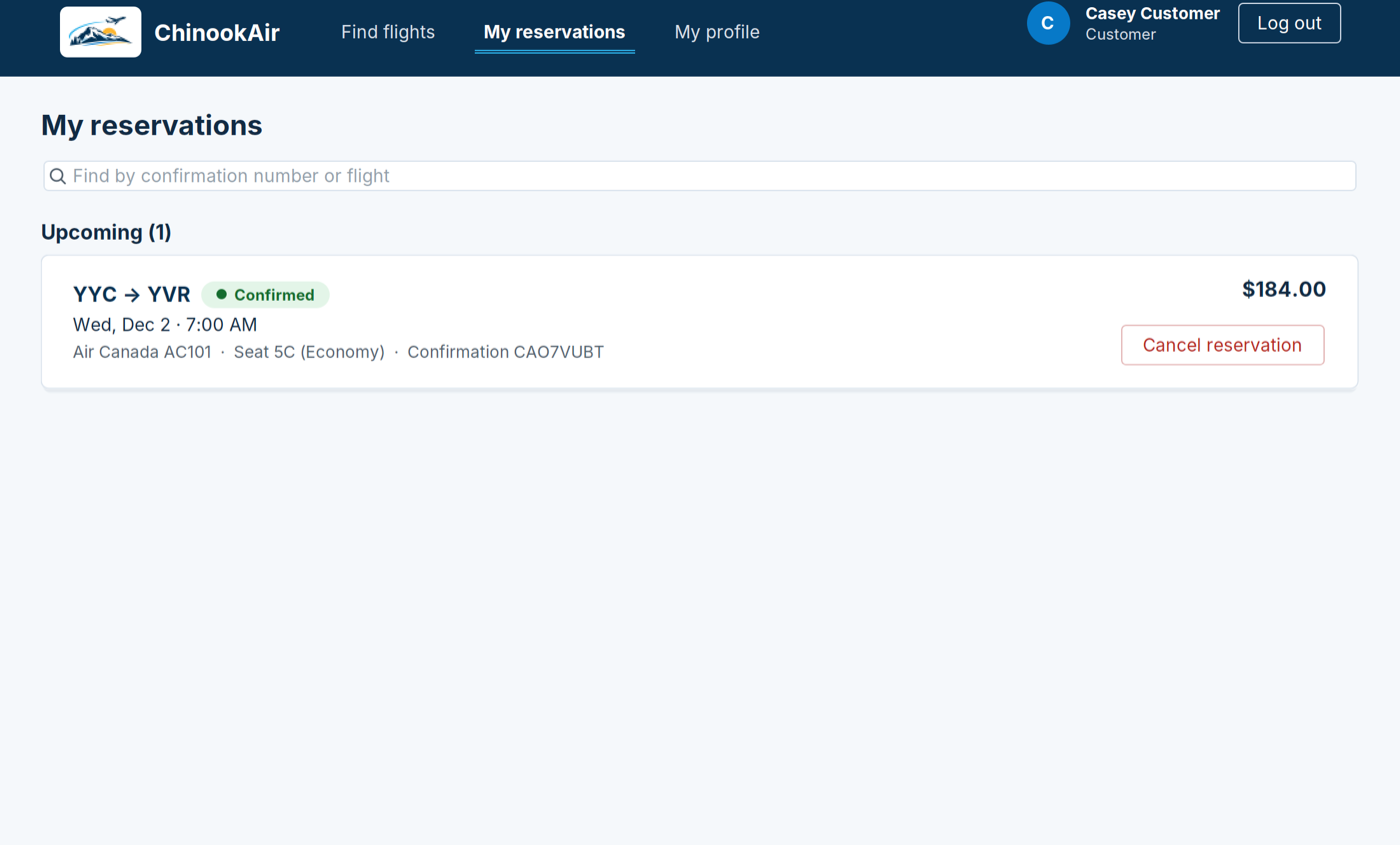 ChinookAir
Find flights
My reservations
My profile
C
Casey Customer
Customer
Log out
My reservations
Find by confirmation number or flight
Upcoming (1)
YYC → YVR
Confirmed
$184.00
Wed, Dec 2 · 7:00 AM
Air Canada AC101 · Seat 5C (Economy) · Confirmation CAO7VUBT
Cancel reservation